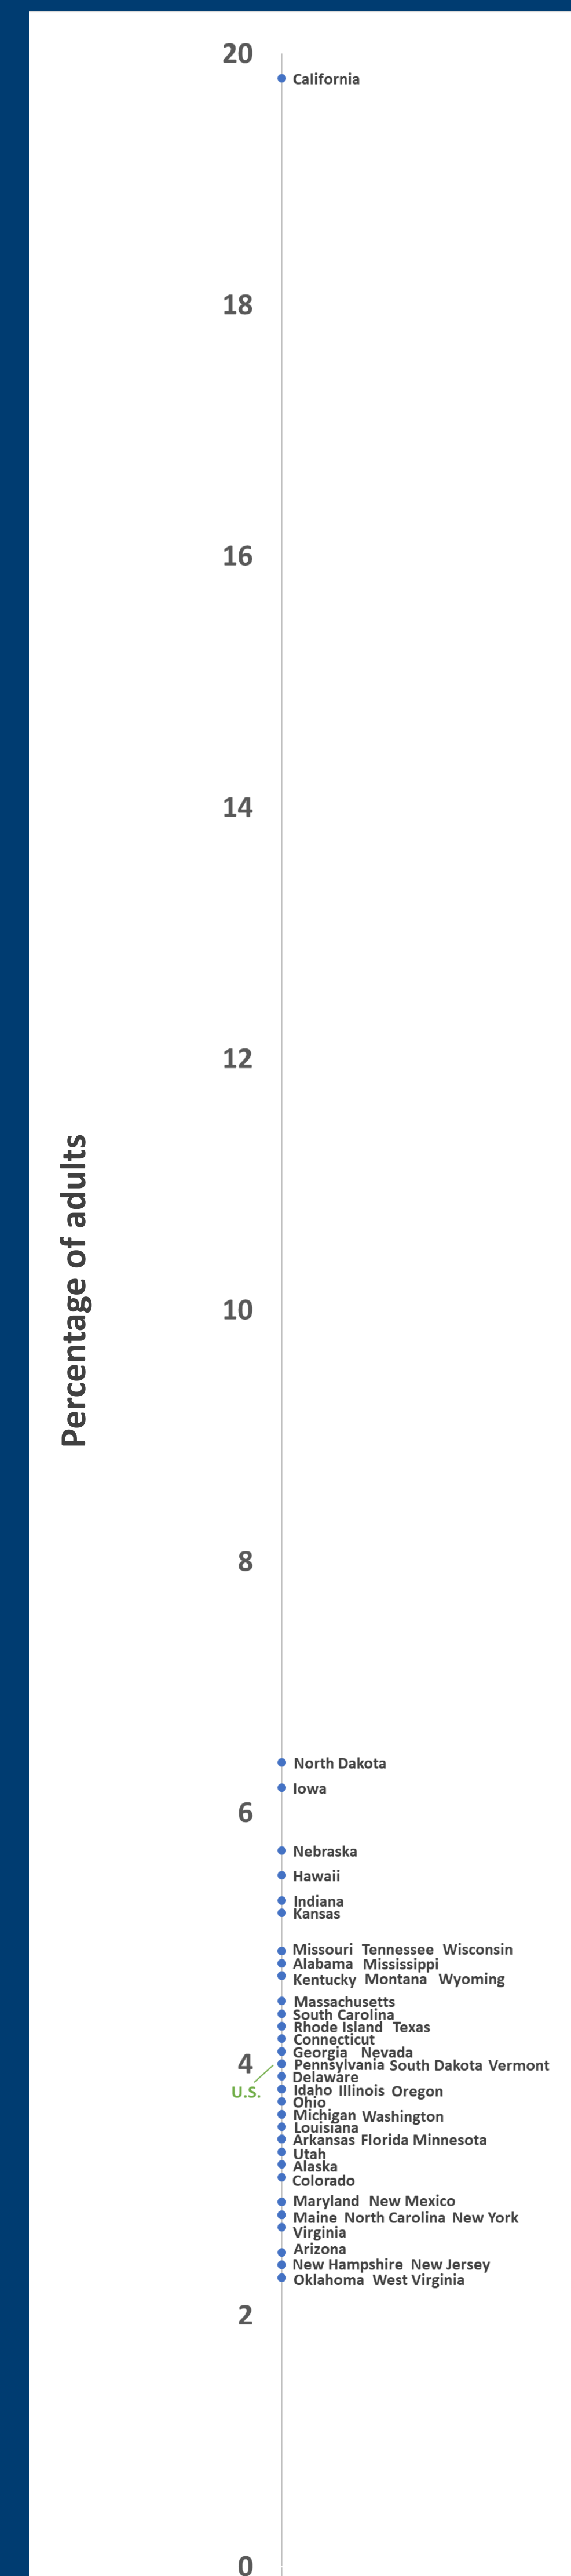 20
California
18
16
14
12
Percentage of adults
10
8
North Dakota
Iowa
6
Nebraska
Hawaii
Indiana
Kansas
Missouri Tennessee Wisconsin
Alabama Mississippi
Kentucky Montana Wyoming
Massachusetts
South Carolina
Rhode Island Texas
Connecticut
Georgia Nevada
4
Pennsylvania South Dakota Vermont
Delaware
U.S.
Idaho Illinois Oregon
Ohio
Michigan Washington
Louisiana
Arkansas Florida Minnesota
Utah
Alaska
Colorado
Maryland New Mexico
Maine North Carolina New York
Virginia
Arizona
New Hampshire New Jersey
Oklahoma West Virginia
2
0